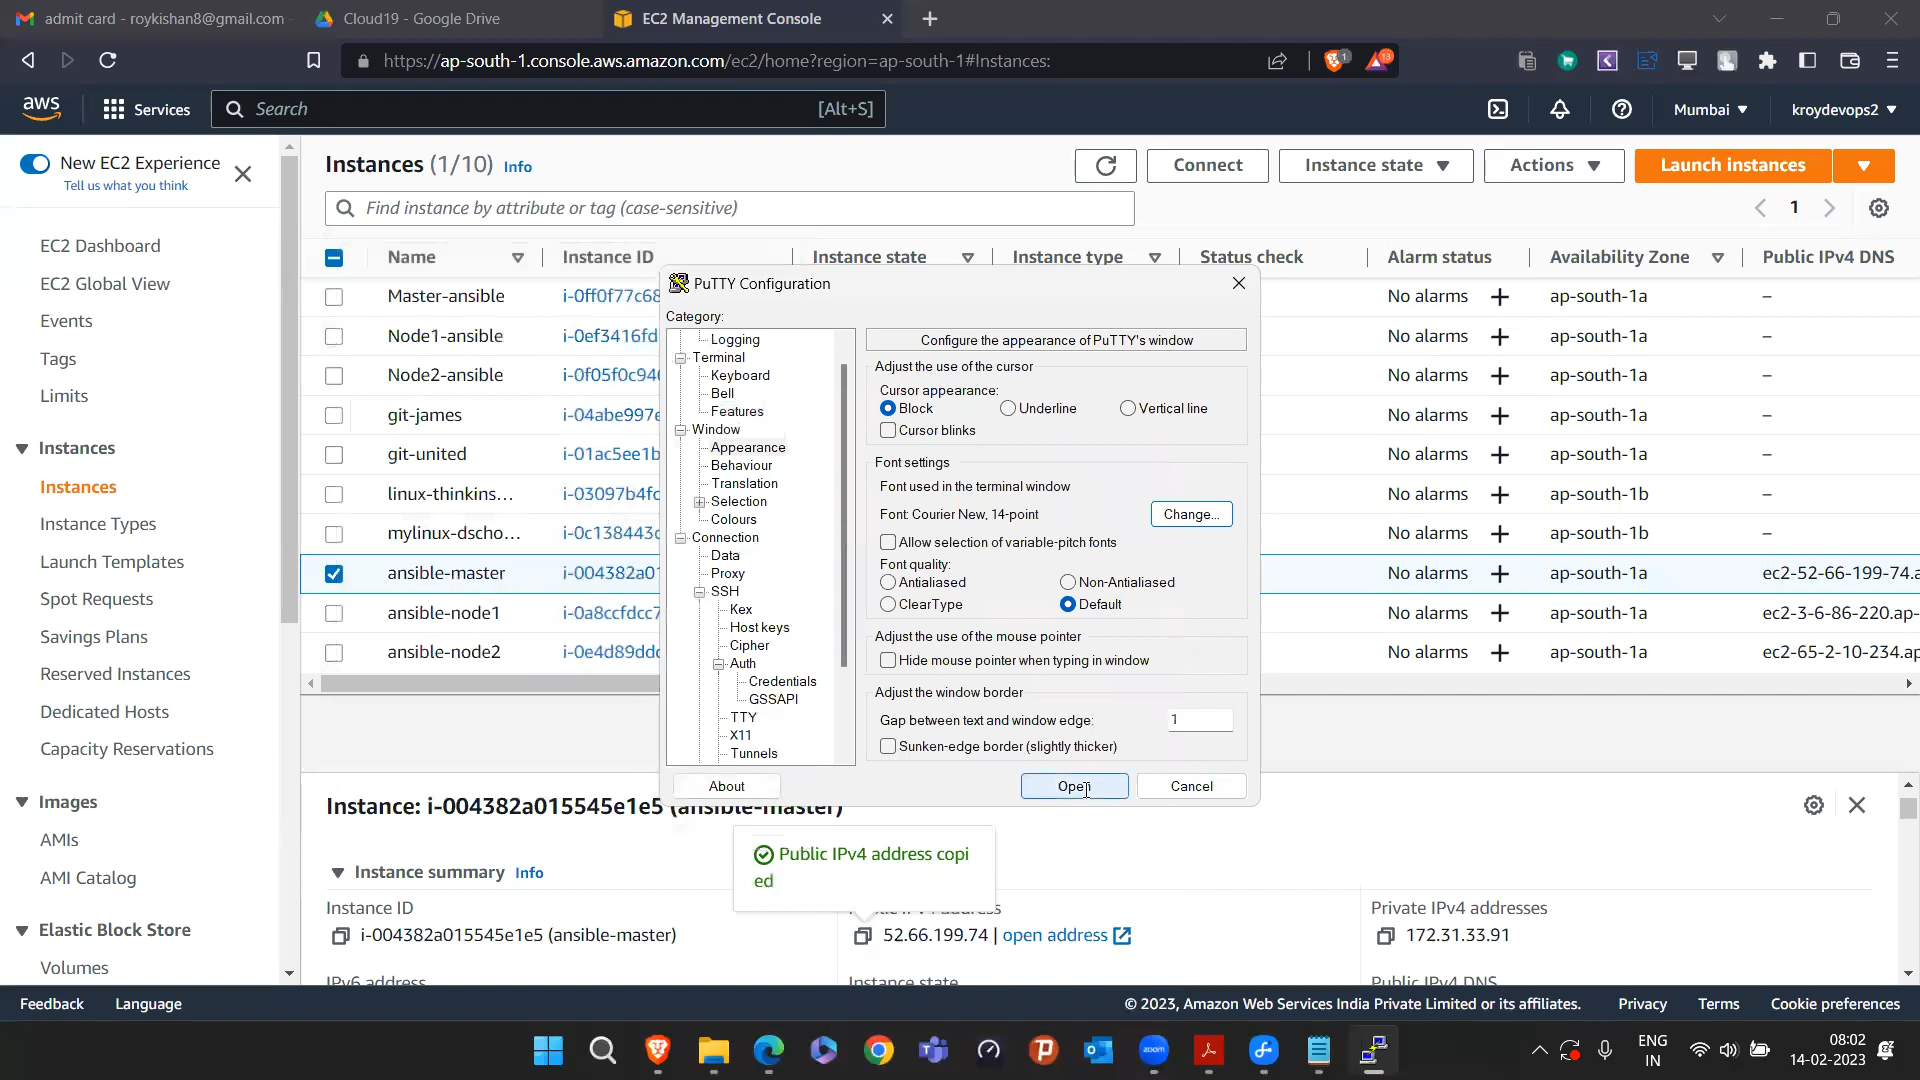 admit card - roykishan8@gmail.com
Cloud19 - Google Drive
EC2 Management Console
https://ap-south-1.console.aws.amazon.com/ec2/home?region=ap-south-1#Instances:
1
13
aws
Services
Search
[Alt+S]
Mumbai
kroydevops2
New EC2 Experience
Tell us what you think
EC2 Dashboard
EC2 Global View
Events
Tags
Limits
Instances
Instances
Instance Types
Launch Templates
Spot Requests
Savings Plans
Reserved Instances
Dedicated Hosts
Capacity Reservations
Images
AMIs
AMI Catalog
Elastic Block Store
Volumes
Instances (1/10) Info
Connect
Instance state
Actions
Launch instances
Find instance by attribute or tag (case-sensitive)
1
Name Instance ID Instance state Instance type Status check Alarm status Availability Zone Public IPv4 DNS
Master-ansible i-0ff0f77c68 No alarms ap-south-1a –
Node1-ansible i-0ef3416fd No alarms ap-south-1a –
Node2-ansible i-0f05f0c940 No alarms ap-south-1a –
git-james i-04abe997e No alarms ap-south-1a –
git-united i-01ac5ee1b No alarms ap-south-1a –
linux-thinkins... i-03097b4fc No alarms ap-south-1b –
mylinux-dscho... i-0c138443c No alarms ap-south-1b –
ansible-master i-004382a01 No alarms ap-south-1a ec2-52-66-199-74.a
ansible-node1 i-0a8ccfdcc7 No alarms ap-south-1a ec2-3-6-86-220.ap-
ansible-node2 i-0e4d89ddc No alarms ap-south-1a ec2-65-2-10-234.ap
PuTTY Configuration
Category:
Logging
Terminal
Keyboard
Bell
Features
Window
Appearance
Behaviour
Translation
Selection
Colours
Connection
Data
Proxy
SSH
Kex
Host keys
Cipher
Auth
Credentials
GSSAPI
TTY
X11
Tunnels
Configure the appearance of PuTTY's window
Adjust the use of the cursor
Cursor appearance:
Block Underline Vertical line
Cursor blinks
Font settings
Font used in the terminal window
Font: Courier New, 14-point
Change...
Allow selection of variable-pitch fonts
Font quality:
Antialiased Non-Antialiased
ClearType Default
Adjust the use of the mouse pointer
Hide mouse pointer when typing in window
Adjust the window border
Gap between text and window edge: 1
Sunken-edge border (slightly thicker)
About
Open
Cancel
Instance: i-004382a015545e1e5 (ansible-master)
Public IPv4 address copi
ed
Instance summary Info
Instance ID
i-004382a015545e1e5 (ansible-master)
52.66.199.74 | open address
Private IPv4 addresses
172.31.33.91
IPv6 address
Instance state
Public IPv4 DNS
Feedback
Language
© 2023, Amazon Web Services India Private Limited or its affiliates.
Privacy
Terms
Cookie preferences
zoom
ENG
IN
08:02
14-02-2023